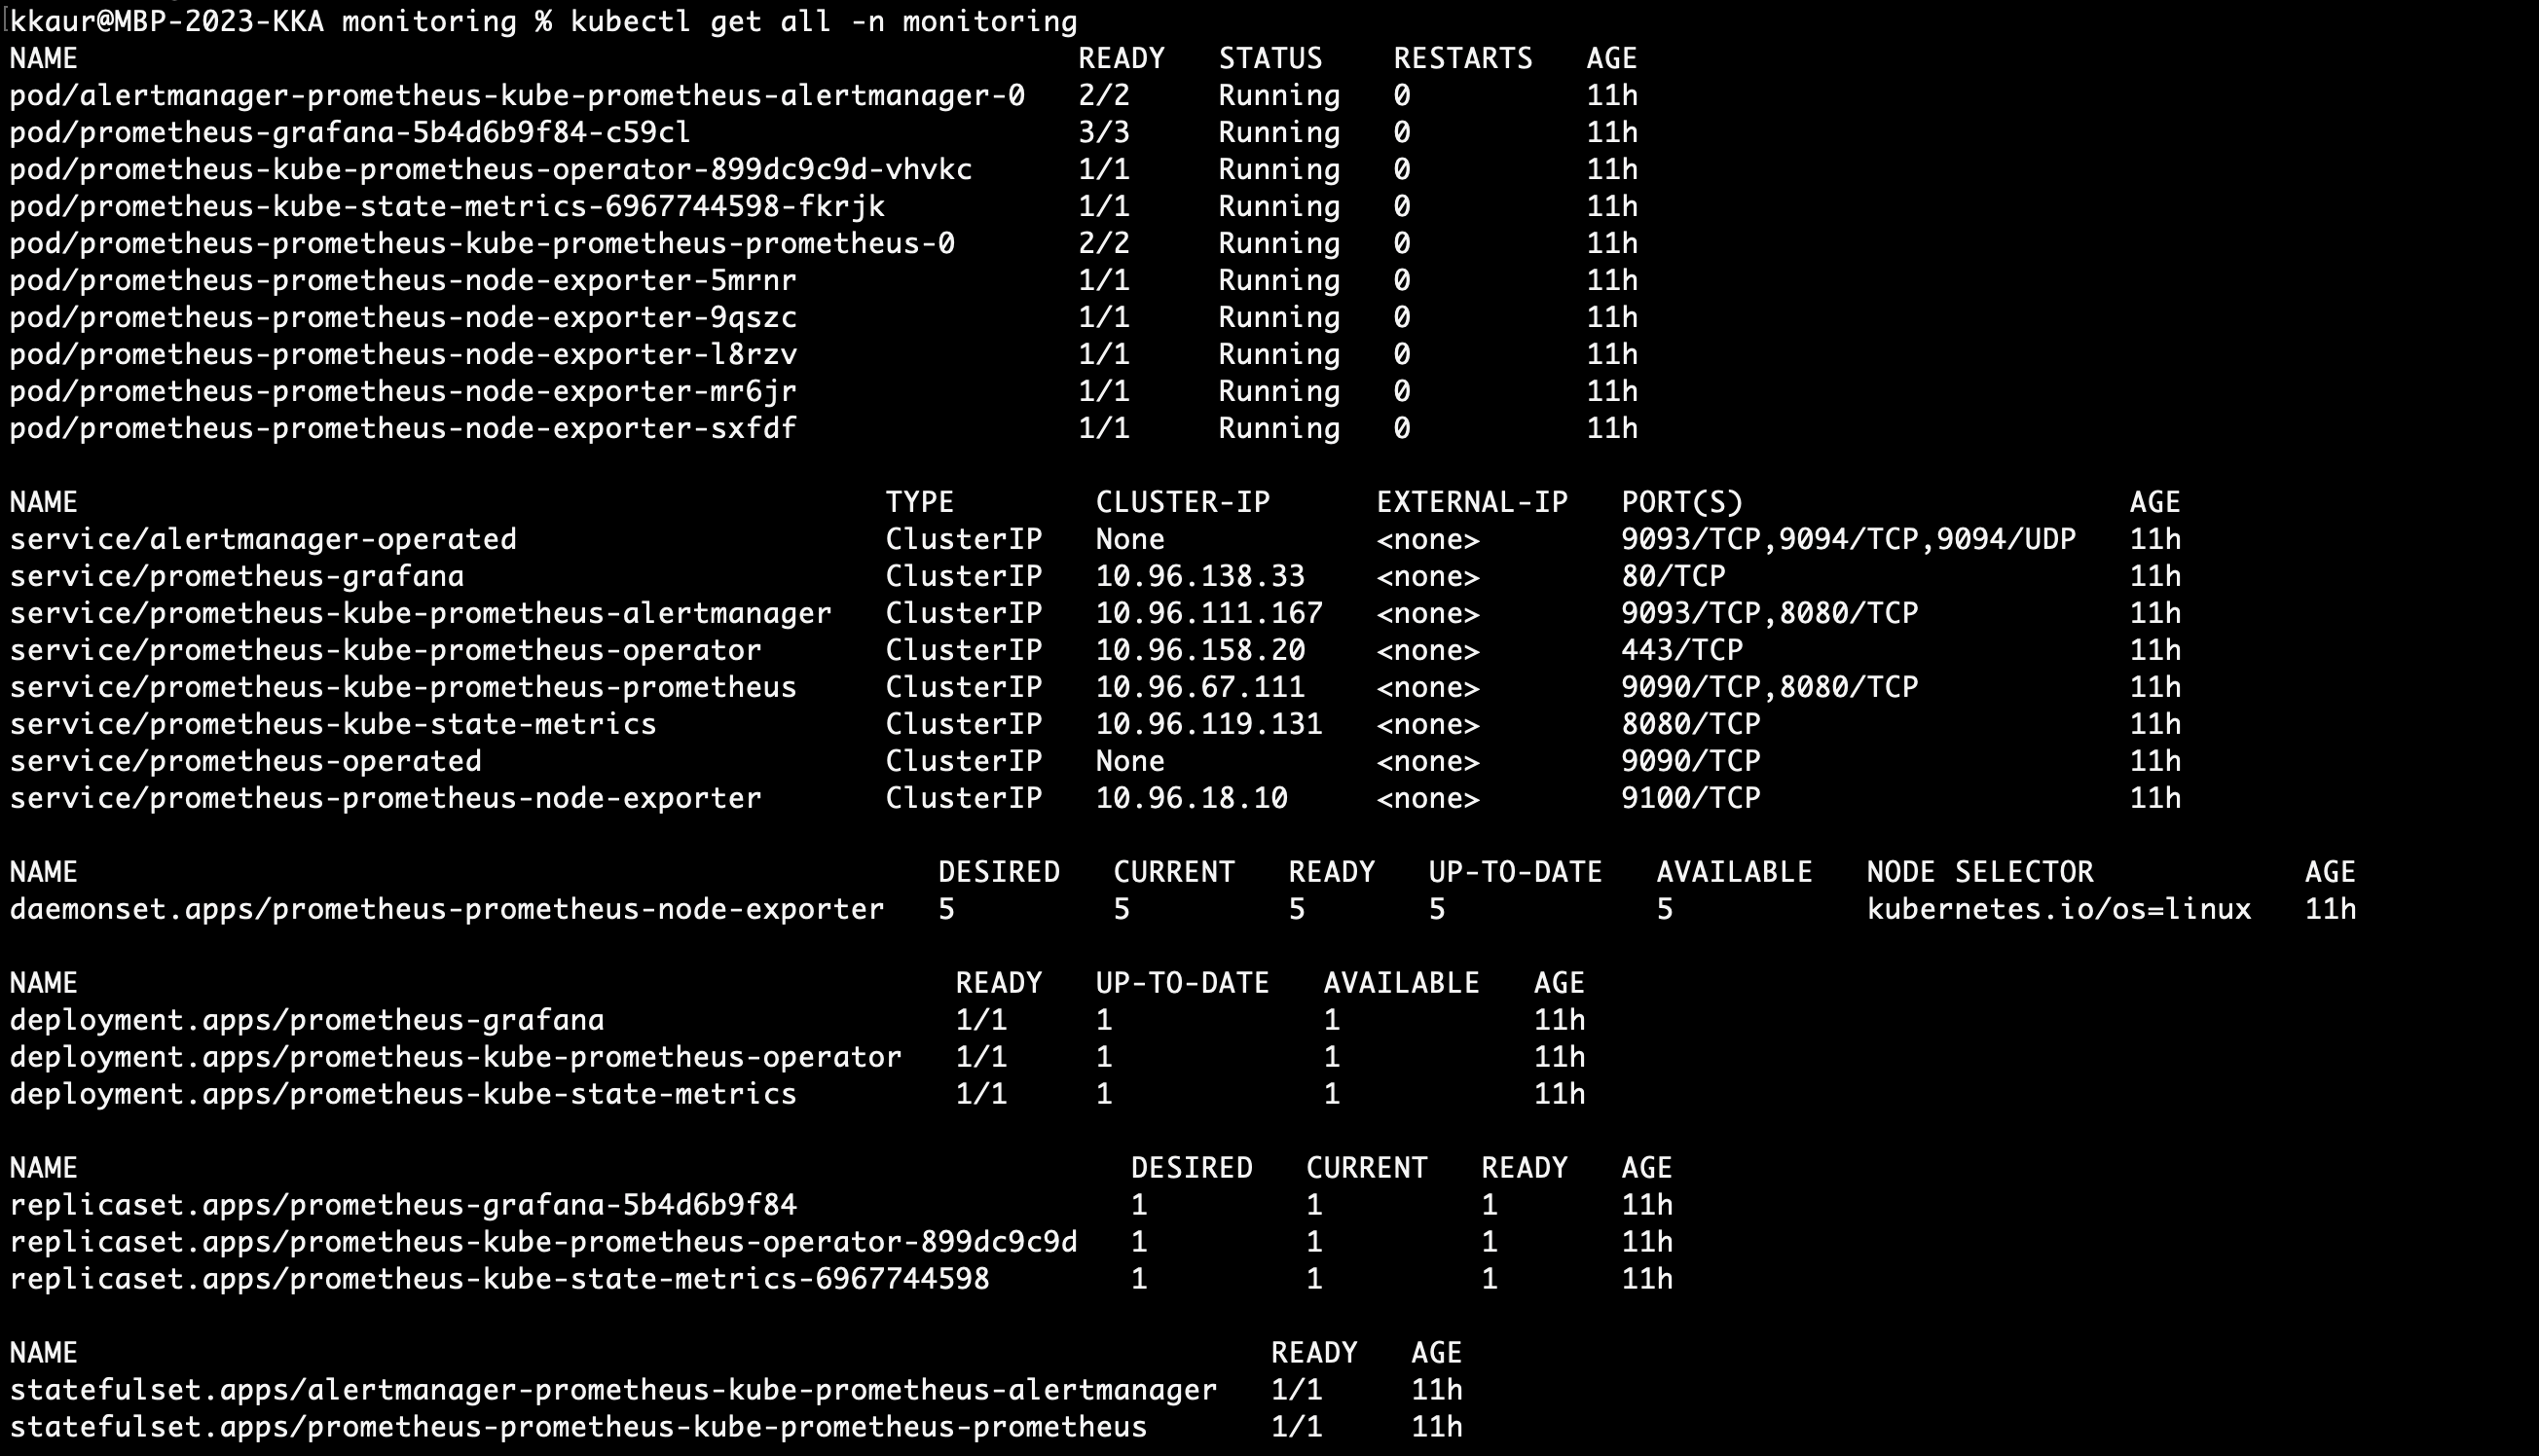 kkaur@MBP-2023-KKA monitoring % kubectl get all -n monitoring
NAME READY STATUS RESTARTS AGE
pod/alertmanager-prometheus-kube-prometheus-alertmanager-0 2/2 Running 0 11h
pod/prometheus-grafana-5b4d6b9f84-c59cl 3/3 Running 0 11h
pod/prometheus-kube-prometheus-operator-899dc9c9d-vhvkc 1/1 Running 0 11h
pod/prometheus-kube-state-metrics-6967744598-fkrjk 1/1 Running 0 11h
pod/prometheus-prometheus-kube-prometheus-prometheus-0 2/2 Running 0 11h
pod/prometheus-prometheus-node-exporter-5mrnr 1/1 Running 0 11h
pod/prometheus-prometheus-node-exporter-9qszc 1/1 Running 0 11h
pod/prometheus-prometheus-node-exporter-l8rzv 1/1 Running 0 11h
pod/prometheus-prometheus-node-exporter-mr6jr 1/1 Running 0 11h
pod/prometheus-prometheus-node-exporter-sxfdf 1/1 Running 0 11h
NAME TYPE CLUSTER-IP EXTERNAL-IP PORT(S) AGE
service/alertmanager-operated ClusterIP None <none> 9093/TCP,9094/TCP,9094/UDP 11h
service/prometheus-grafana ClusterIP 10.96.138.33 <none> 80/TCP 11h
service/prometheus-kube-prometheus-alertmanager ClusterIP 10.96.111.167 <none> 9093/TCP,8080/TCP 11h
service/prometheus-kube-prometheus-operator ClusterIP 10.96.158.20 <none> 443/TCP 11h
service/prometheus-kube-prometheus-prometheus ClusterIP 10.96.67.111 <none> 9090/TCP,8080/TCP 11h
service/prometheus-kube-state-metrics ClusterIP 10.96.119.131 <none> 8080/TCP 11h
service/prometheus-operated ClusterIP None <none> 9090/TCP 11h
service/prometheus-prometheus-node-exporter ClusterIP 10.96.18.10 <none> 9100/TCP 11h
NAME DESIRED CURRENT READY UP-TO-DATE AVAILABLE NODE SELECTOR AGE
daemonset.apps/prometheus-prometheus-node-exporter 5 5 5 5 5 kubernetes.io/os=linux 11h
NAME READY UP-TO-DATE AVAILABLE AGE
deployment.apps/prometheus-grafana 1/1 1 1 11h
deployment.apps/prometheus-kube-prometheus-operator 1/1 1 1 11h
deployment.apps/prometheus-kube-state-metrics 1/1 1 1 11h
NAME DESIRED CURRENT READY AGE
replicaset.apps/prometheus-grafana-5b4d6b9f84 1 1 1 11h
replicaset.apps/prometheus-kube-prometheus-operator-899dc9c9d 1 1 1 11h
replicaset.apps/prometheus-kube-state-metrics-6967744598 1 1 1 11h
NAME READY AGE
statefulset.apps/alertmanager-prometheus-kube-prometheus-alertmanager 1/1 11h
statefulset.apps/prometheus-prometheus-kube-prometheus-prometheus 1/1 11h